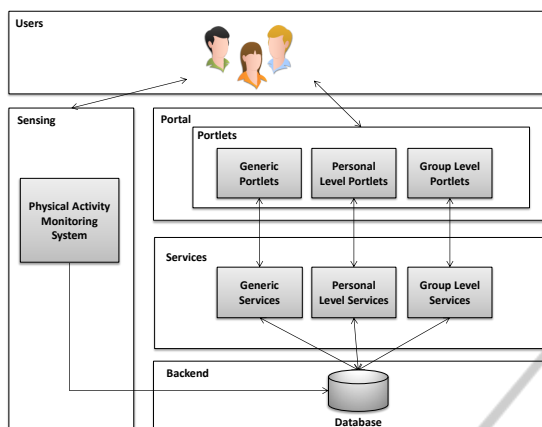 Users
Sensing
Portal
Portlets
Generic
Portlets
Personal
Level Portlets
Group Level
Portlets
Physical Activity
Monitoring
System
Services
Generic
Services
Personal
Level Services
Group Level
Services
Backend
Database